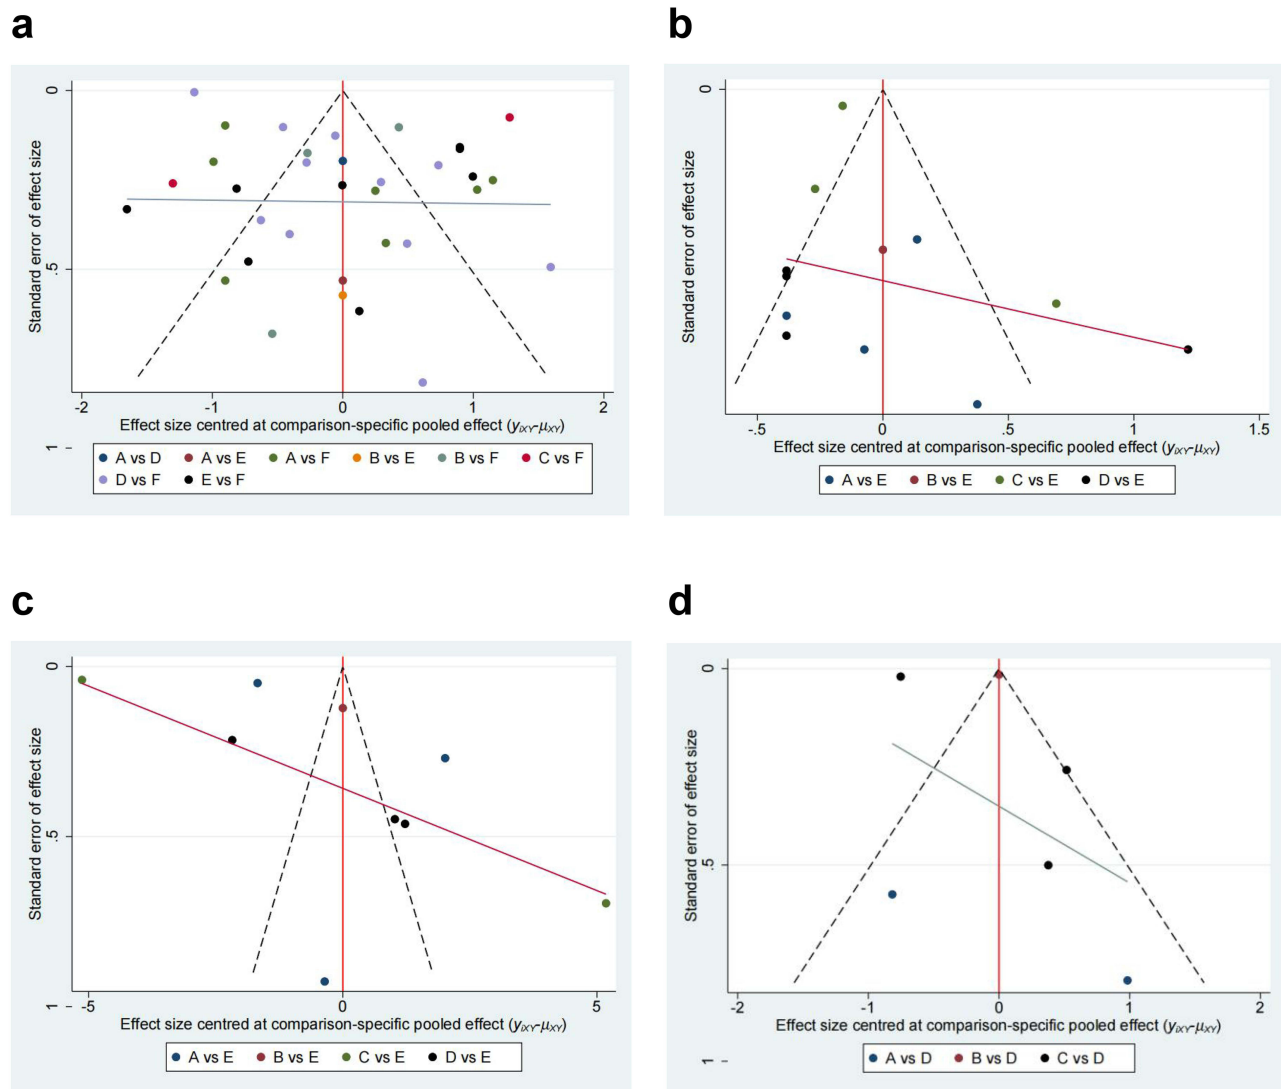 a
0
.5
1
Standard error of effect size
-2 -1 0 1 2
Effect size centred at comparison-specific pooled effect (yiXY-μXY)
A vs D A vs E A vs F B vs E B vs F C vs F
D vs F E vs F
b
0
Standard error of effect size
-.5 0 .5 1 1.5
Effect size centred at comparison-specific pooled effect (yiXY-μXY)
A vs E B vs E C vs E D vs E
c
0
.5
1
Standard error of effect size
-5 0 5
Effect size centred at comparison-specific pooled effect (yiXY-μXY)
A vs E B vs E C vs E D vs E
d
0
.5
1
Standard error of effect size
-2 -1 0 1 2
Effect size centred at comparison-specific pooled effect (yiXY-μXY)
A vs D B vs D C vs D